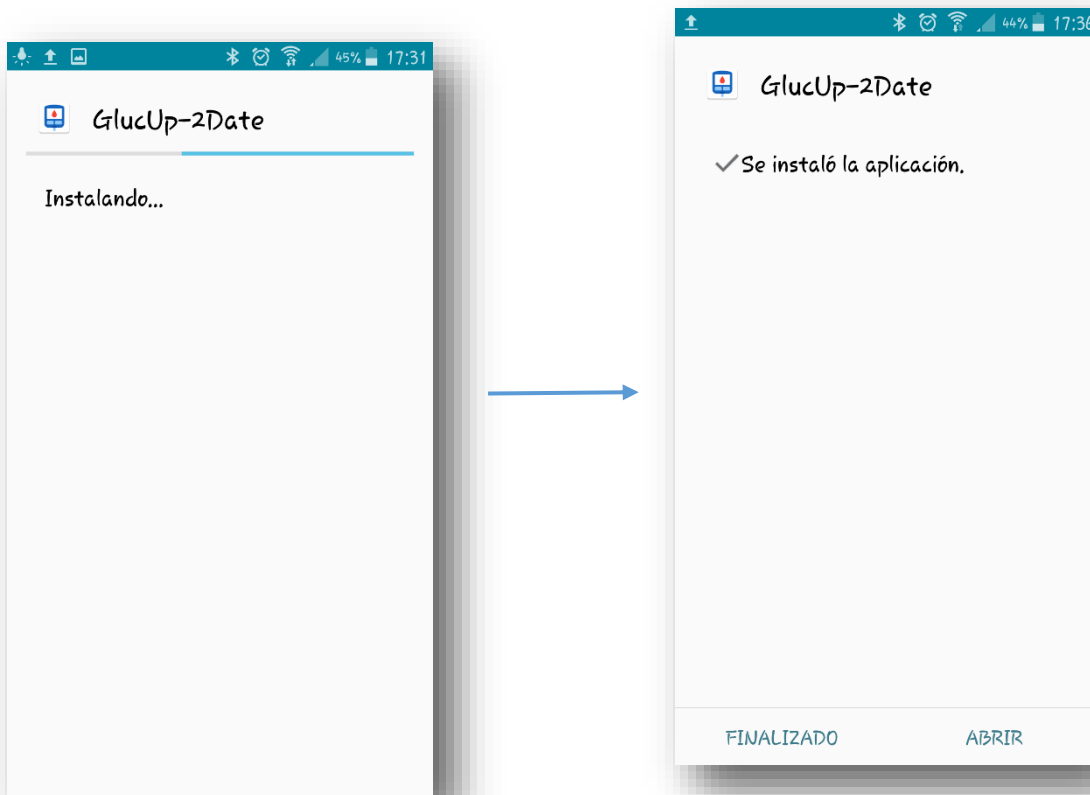 45% 17:31
GlucUp-2Date
Instalando...
44% 17:36
GlucUp-2Date
Se instaló la aplicación.
FINALIZADO ABRIR